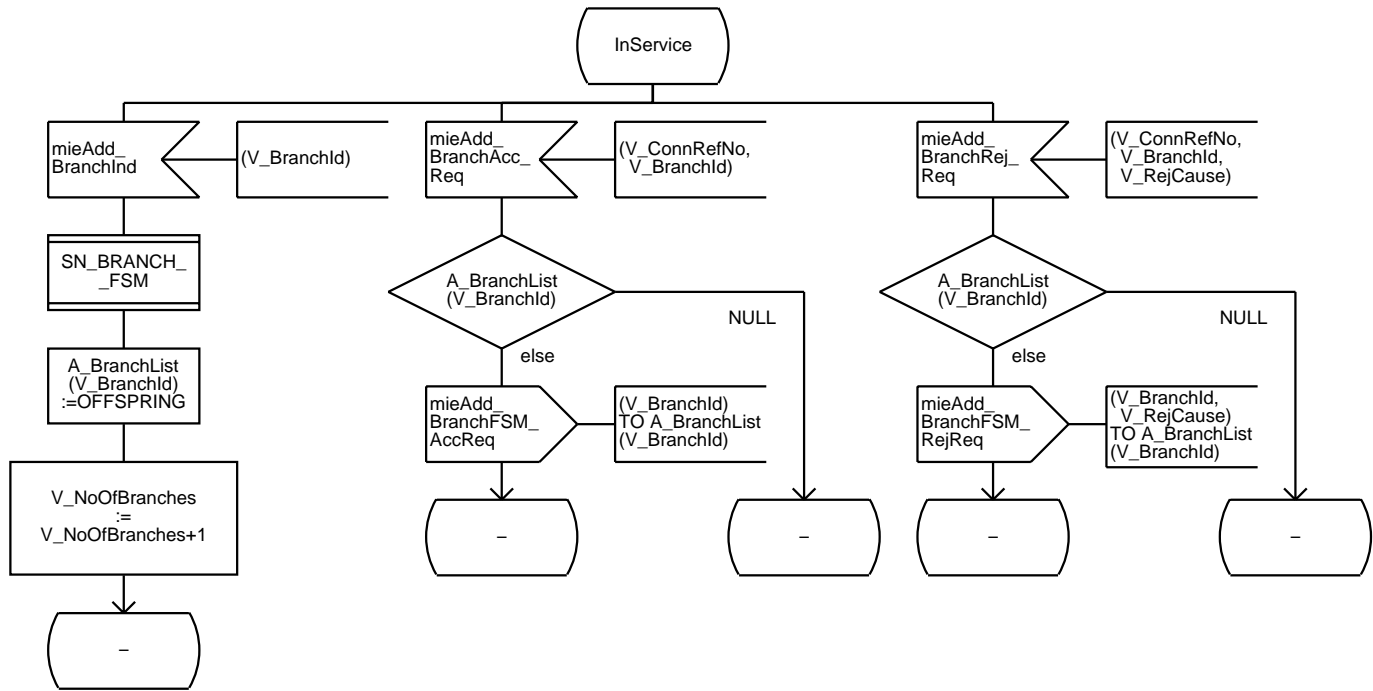 InService
mieAdd_
BranchInd
(V_BranchId)
SN_BRANCH_
_FSM
A_BranchList
(V_BranchId)
:=OFFSPRING
V_NoOfBranches
:=
V_NoOfBranches+1
–
mieAdd_
BranchAcc_
Req
(V_ConnRefNo,
V_BranchId)
A_BranchList
(V_BranchId)
NULL
else
mieAdd_
BranchFSM_
AccReq
(V_BranchId)
TO A_BranchList
(V_BranchId)
–
–
mieAdd_
BranchRej_
Req
(V_ConnRefNo,
V_BranchId,
V_RejCause)
A_BranchList
(V_BranchId)
NULL
else
mieAdd_
BranchFSM_
RejReq
(V_BranchId,
V_RejCause)
TO A_BranchList
(V_BranchId)
–
–